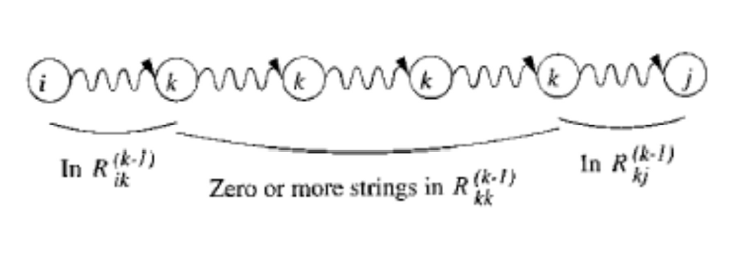 i k k k k j
In R_{ik}^{(k-1)}
Zero or more strings in R_{kk}^{(k-1)}
In R_{kj}^{(k-1)}